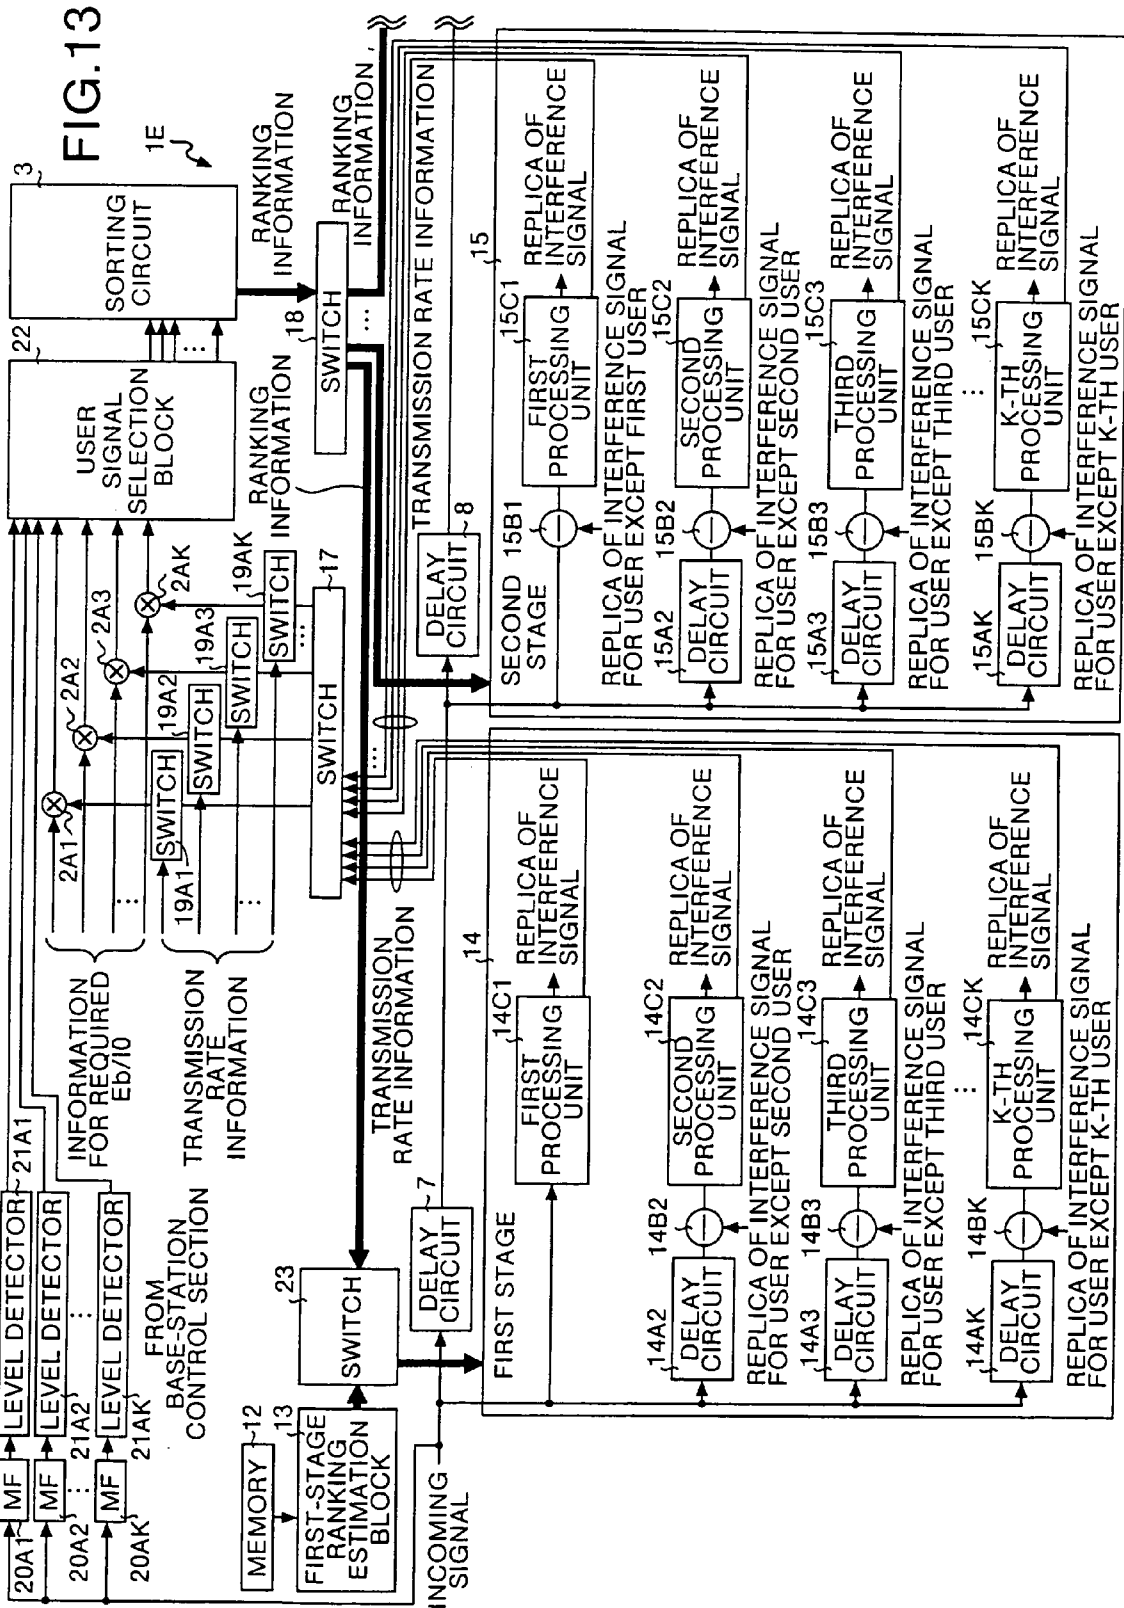 FIG.13
1E
3
SORTING
CIRCUIT
22
USER
SIGNAL
SELECTION
BLOCK
RANKING
INFORMATION
RANKING
INFORMATION
18
SWITCH
RANKING
INFORMATION
TRANSMISSION RATE INFORMATION
2A1
2A2
2A3
2AK
19A1
SWITCH
19A2
SWITCH
19A3
SWITCH
19AK
SWITCH
17
SWITCH
INFORMATION
FOR REQUIRED
Eb/I0
TRANSMISSION
RATE
INFORMATION
FROM
BASE-STATION
CONTROL SECTION
20A1
MF
LEVEL DETECTOR
21A1
20A2
MF
LEVEL DETECTOR
21A2
20AK
MF
LEVEL DETECTOR
21AK
12
MEMORY
13
FIRST-STAGE
RANKING
ESTIMATION
BLOCK
23
SWITCH
TRANSMISSION
RATE INFORMATION
INCOMING
SIGNAL
7
DELAY
CIRCUIT
8
DELAY
CIRCUIT
14
FIRST STAGE
14C1
FIRST
PROCESSING
UNIT
REPLICA OF
INTERFERENCE
SIGNAL
14A2
DELAY
CIRCUIT
14B2
14C2
SECOND
PROCESSING
UNIT
REPLICA OF
INTERFERENCE
SIGNAL
REPLICA OF INTERFERENCE SIGNAL
FOR USER EXCEPT SECOND USER
14A3
DELAY
CIRCUIT
14B3
14C3
THIRD
PROCESSING
UNIT
REPLICA OF
INTERFERENCE
SIGNAL
REPLICA OF INTERFERENCE SIGNAL
FOR USER EXCEPT THIRD USER
14AK
DELAY
CIRCUIT
14BK
14CK
K-TH
PROCESSING
UNIT
REPLICA OF
INTERFERENCE
SIGNAL
REPLICA OF INTERFERENCE SIGNAL
FOR USER EXCEPT K-TH USER
15
SECOND
STAGE
15B1
15C1
FIRST
PROCESSING
UNIT
REPLICA OF
INTERFERENCE
SIGNAL
REPLICA OF INTERFERENCE SIGNAL
FOR USER EXCEPT FIRST USER
15A2
DELAY
CIRCUIT
15B2
15C2
SECOND
PROCESSING
UNIT
REPLICA OF
INTERFERENCE
SIGNAL
REPLICA OF INTERFERENCE SIGNAL
FOR USER EXCEPT SECOND USER
15A3
DELAY
CIRCUIT
15B3
15C3
THIRD
PROCESSING
UNIT
REPLICA OF
INTERFERENCE
SIGNAL
REPLICA OF INTERFERENCE SIGNAL
FOR USER EXCEPT THIRD USER
15AK
DELAY
CIRCUIT
15BK
15CK
K-TH
PROCESSING
UNIT
REPLICA OF
INTERFERENCE
SIGNAL
REPLICA OF INTERFERENCE SIGNAL
FOR USER EXCEPT K-TH USER